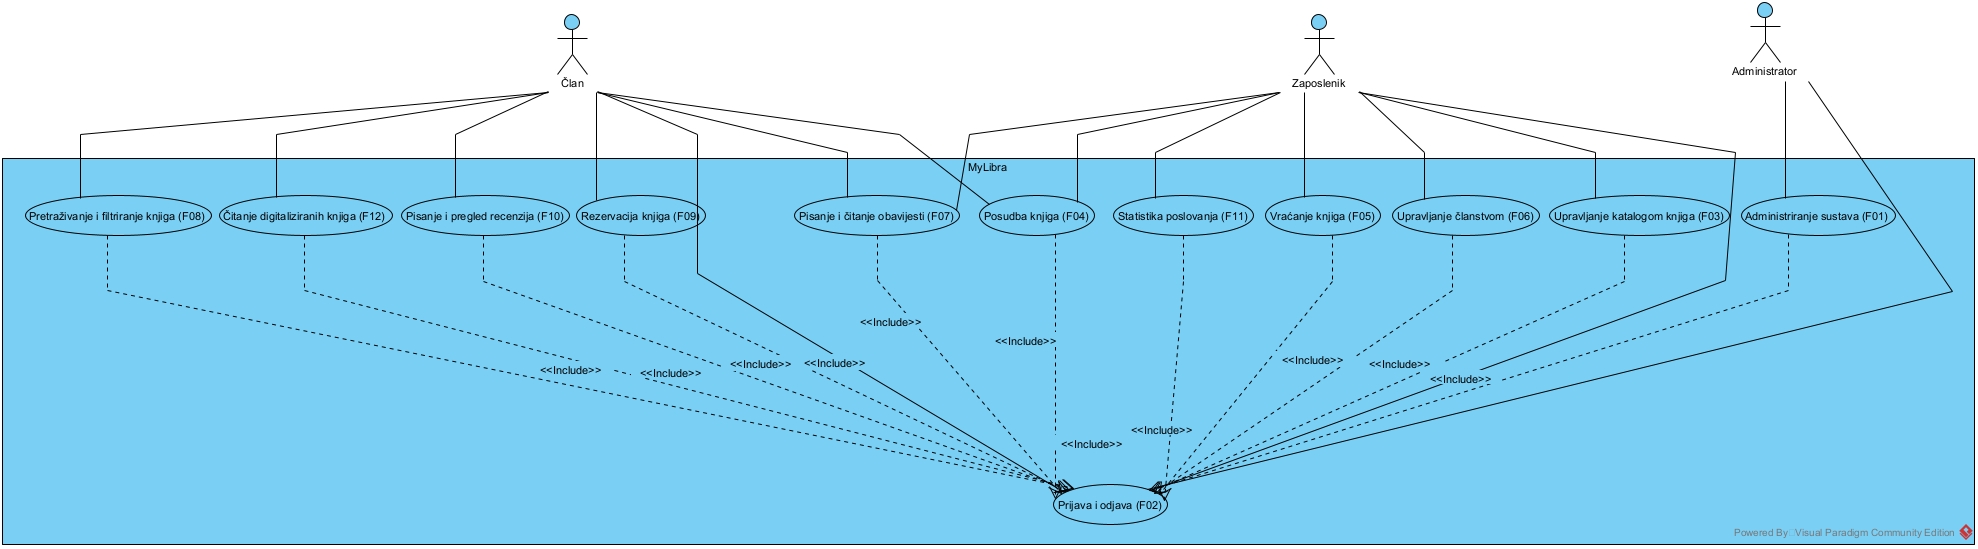 Član
Zaposlenik
Administrator
MyLibra
Pretraživanje i filtriranje knjiga (F08)
Čitanje digitaliziranih knjiga (F12)
Pisanje i pregled recenzija (F10)
Rezervacija knjiga (F09)
Pisanje i čitanje obavijesti (F07)
Posudba knjiga (F04)
Statistika poslovanja (F11)
Vraćanje knjiga (F05)
Upravljanje članstvom (F06)
Upravljanje katalogom knjiga (F03)
Administriranje sustava (F01)
<<Include>>
<<Include>>
<<Include>>
<<Include>>
<<Include>>
<<Include>>
<<Include>>
<<Include>>
<<Include>>
<<Include>>
<<Include>>
Prijava i odjava (F02)
Powered By: Visual Paradigm Community Edition